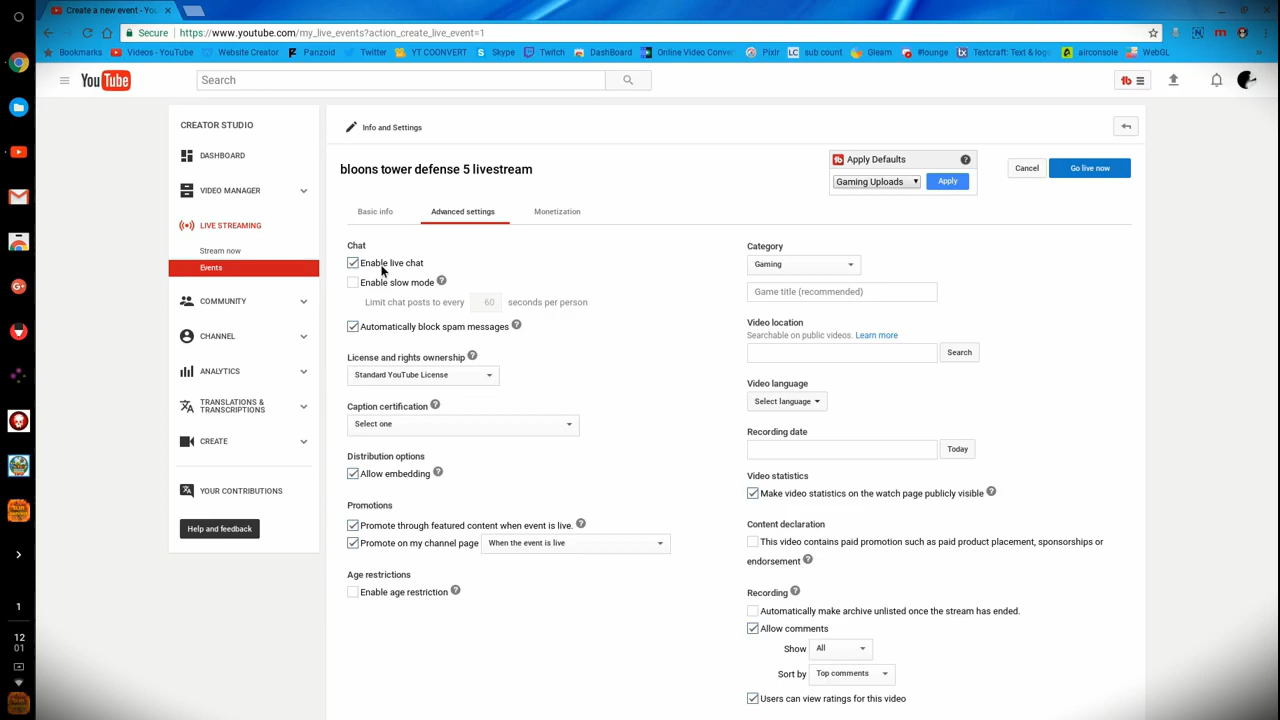 Create a new event - You
Secure https://www.youtube.com/my_live_events?action_create_live_event=1
Bookmarks Videos - YouTube Website Creator Panzoid Twitter YT COONVERT Skype Twitch DashBoard Online Video Conver Pixlr sub count Gleam #lounge Textcraft: Text & logo airconsole WebGL
YouTube Search
CREATOR STUDIO
DASHBOARD
VIDEO MANAGER
LIVE STREAMING
Stream now
Events
COMMUNITY
CHANNEL
ANALYTICS
TRANSLATIONS &
TRANSCRIPTIONS
CREATE
YOUR CONTRIBUTIONS
Help and feedback
Info and Settings
bloons tower defense 5 livestream
Apply Defaults
Gaming Uploads Apply
Cancel Go live now
Basic info Advanced settings Monetization
Chat
Enable live chat
Enable slow mode
Limit chat posts to every 60 seconds per person
Automatically block spam messages
License and rights ownership
Standard YouTube License
Caption certification
Select one
Distribution options
Allow embedding
Promotions
Promote through featured content when event is live.
Promote on my channel page When the event is live
Age restrictions
Enable age restriction
Category
Gaming
Game title (recommended)
Video location
Searchable on public videos. Learn more
Search
Video language
Select language
Recording date
Today
Video statistics
Make video statistics on the watch page publicly visible
Content declaration
This video contains paid promotion such as paid product placement, sponsorships or
endorsement
Recording
Automatically make archive unlisted once the stream has ended.
Allow comments
Show All
Sort by Top comments
Users can view ratings for this video
1
12
01